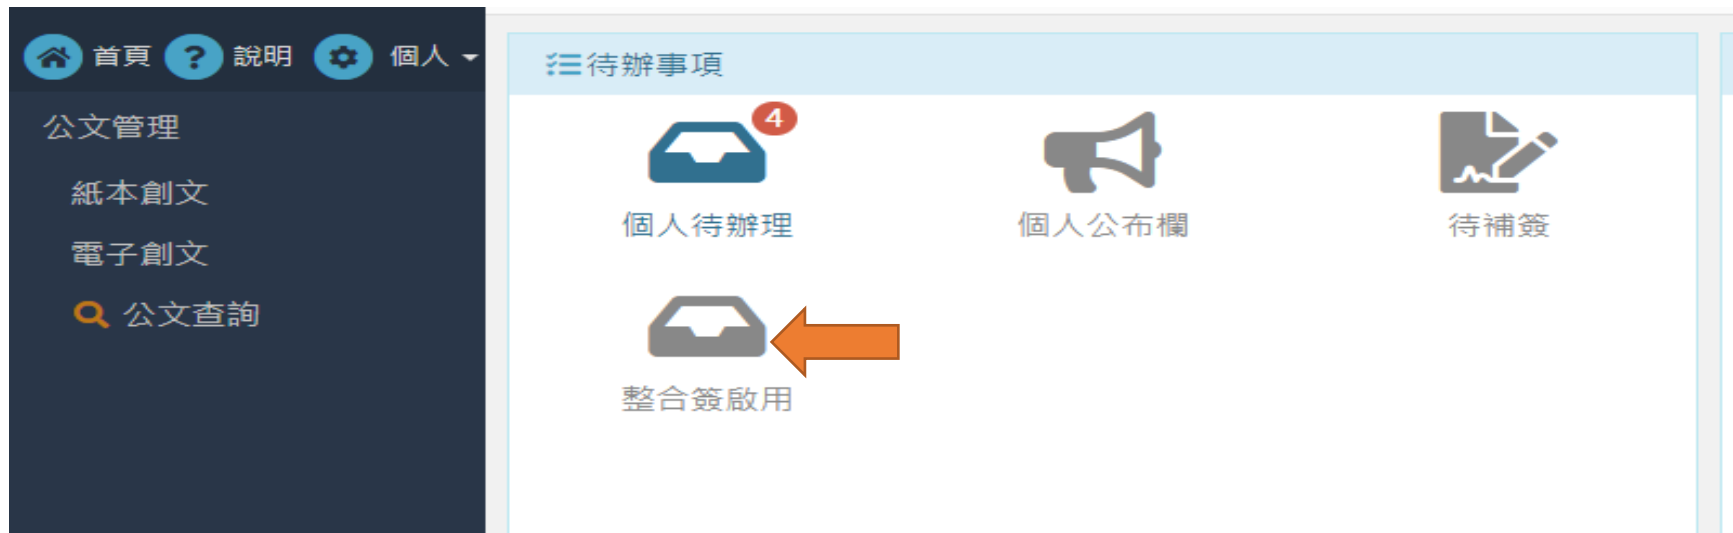 首頁 ? 說明 個人
公文管理
紙本創文
電子創文
公文查詢
待辦事項
4
個人待辦理
個人公布欄
待補簽
整合簽啟用